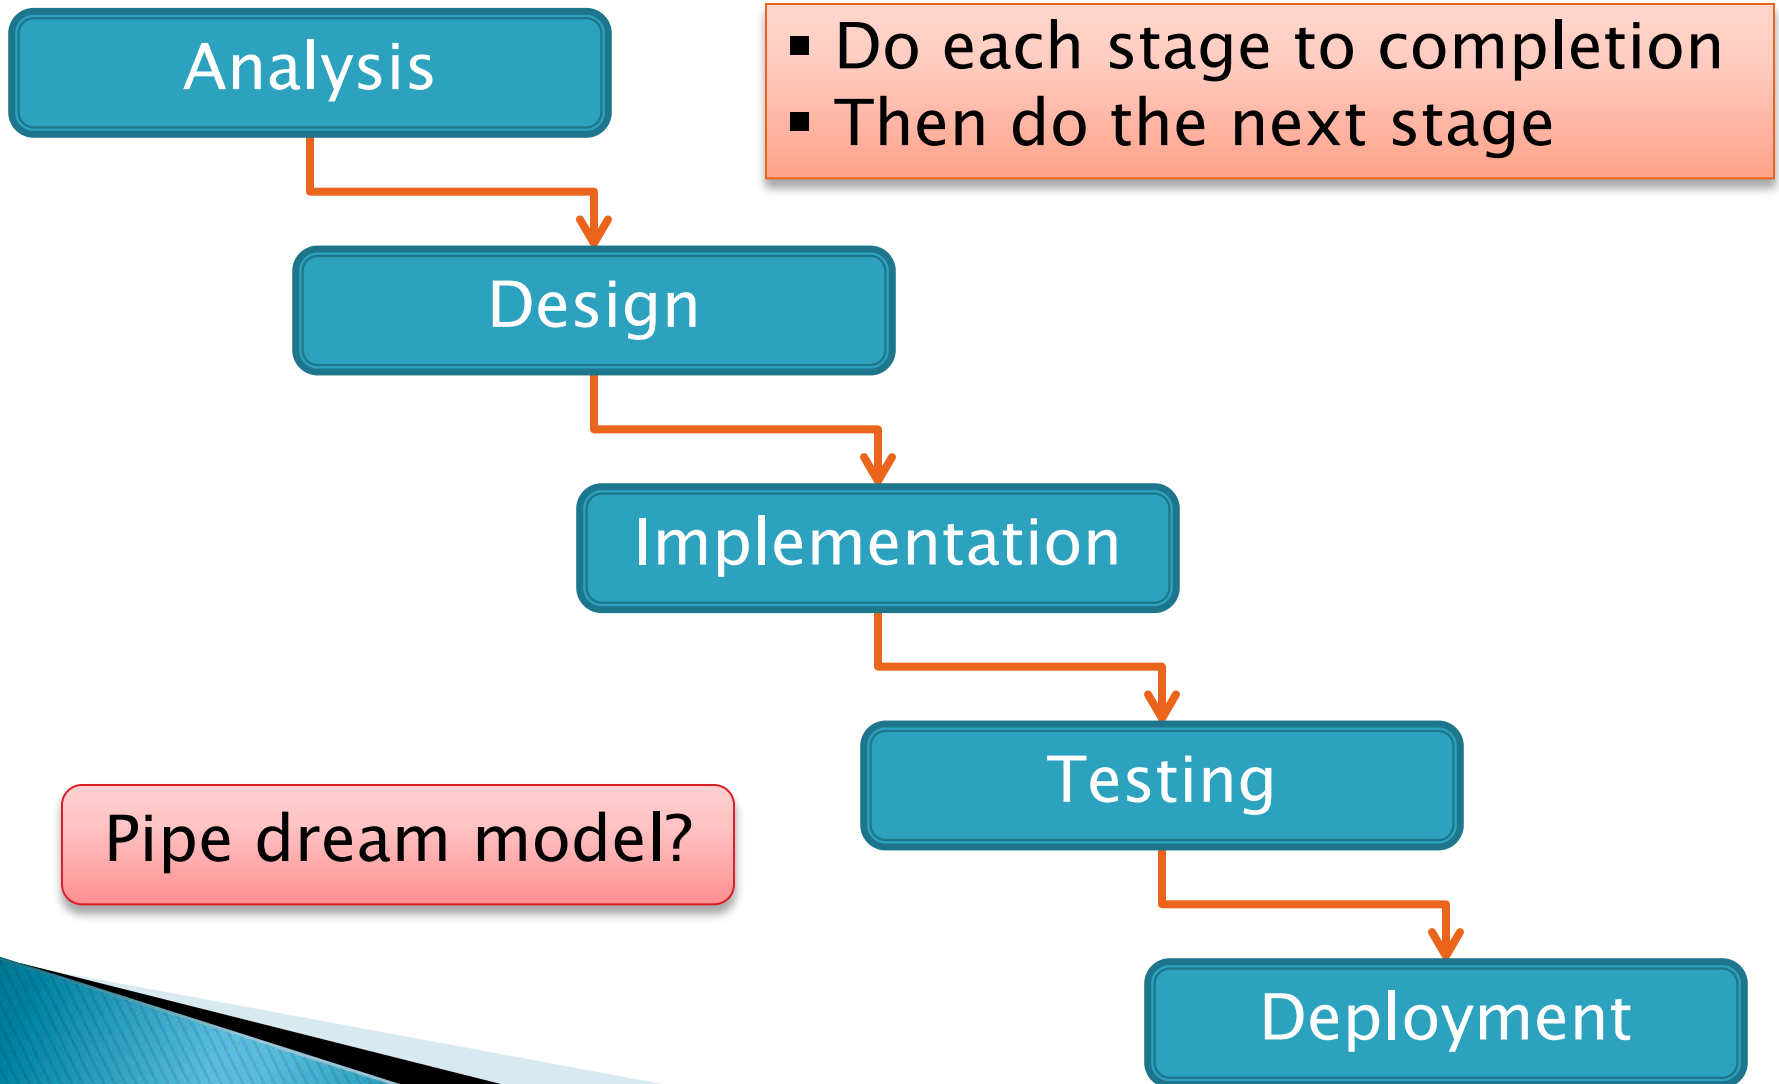 Analysis
▪ Do each stage to completion
▪ Then do the next stage
Design
Implementation
Testing
Pipe dream model?
Deployment